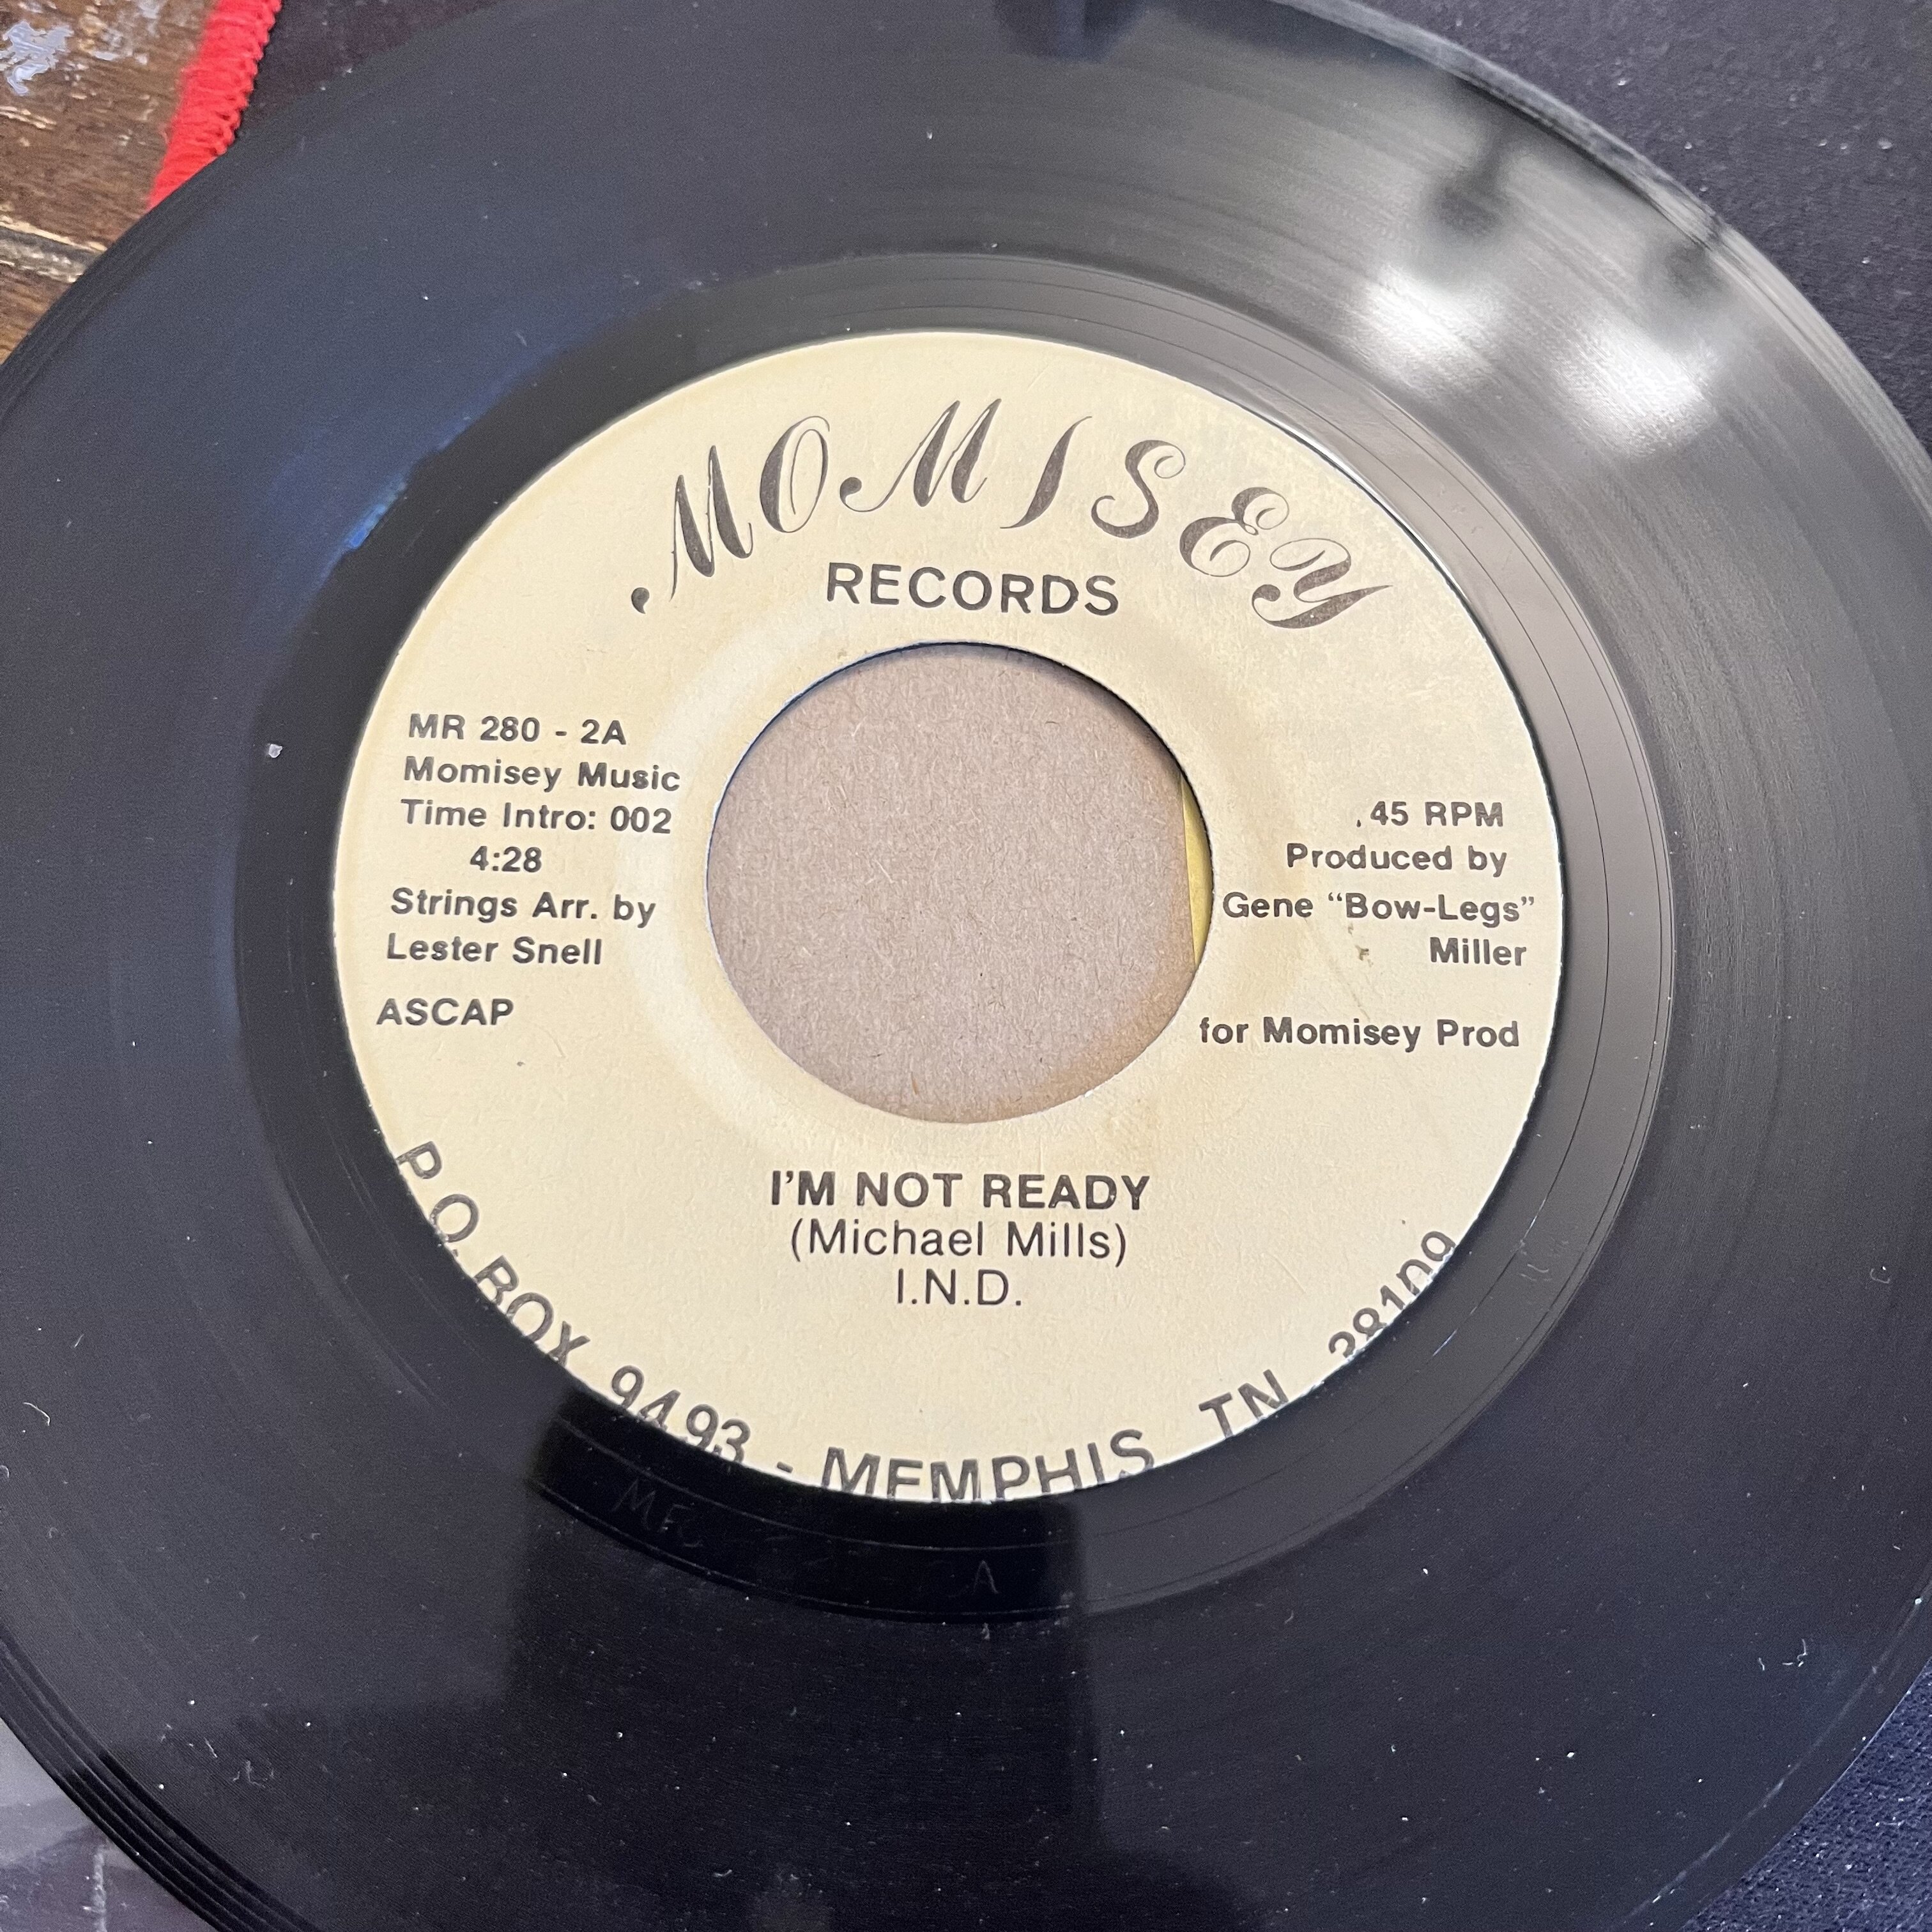 MOMISEY
RECORDS
MR 280 - 2A
Momisey Music
Time Intro: 002
4:28
Strings Arr. by
Lester Snell
ASCAP
.45 RPM
Produced by
Gene “Bow-Legs”
Miller
for Momisey Prod
I'M NOT READY
(Michael Mills)
I.N.D.
P.O. BOX 9493 - MEMPHIS TN 38109